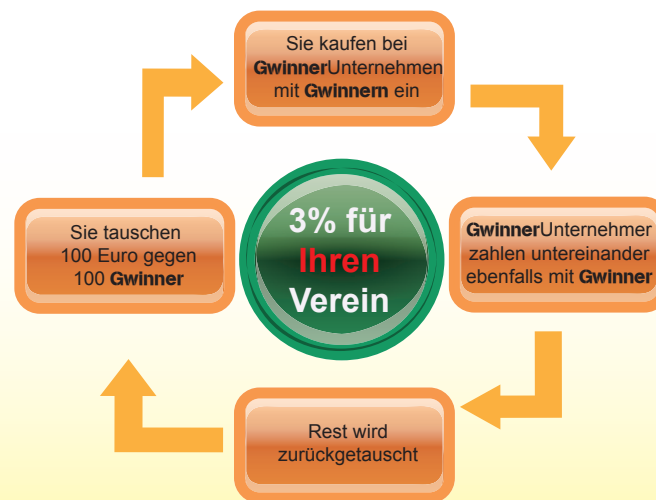 Sie kaufen bei
GwinnerUnternehmen
mit Gwinnern ein
Sie tauschen
100 Euro gegen
100 Gwinner
3% für
Ihren
Verein
GwinnerUnternehmer
zahlen untereinander
ebenfalls mit Gwinner
Rest wird
zurückgetauscht